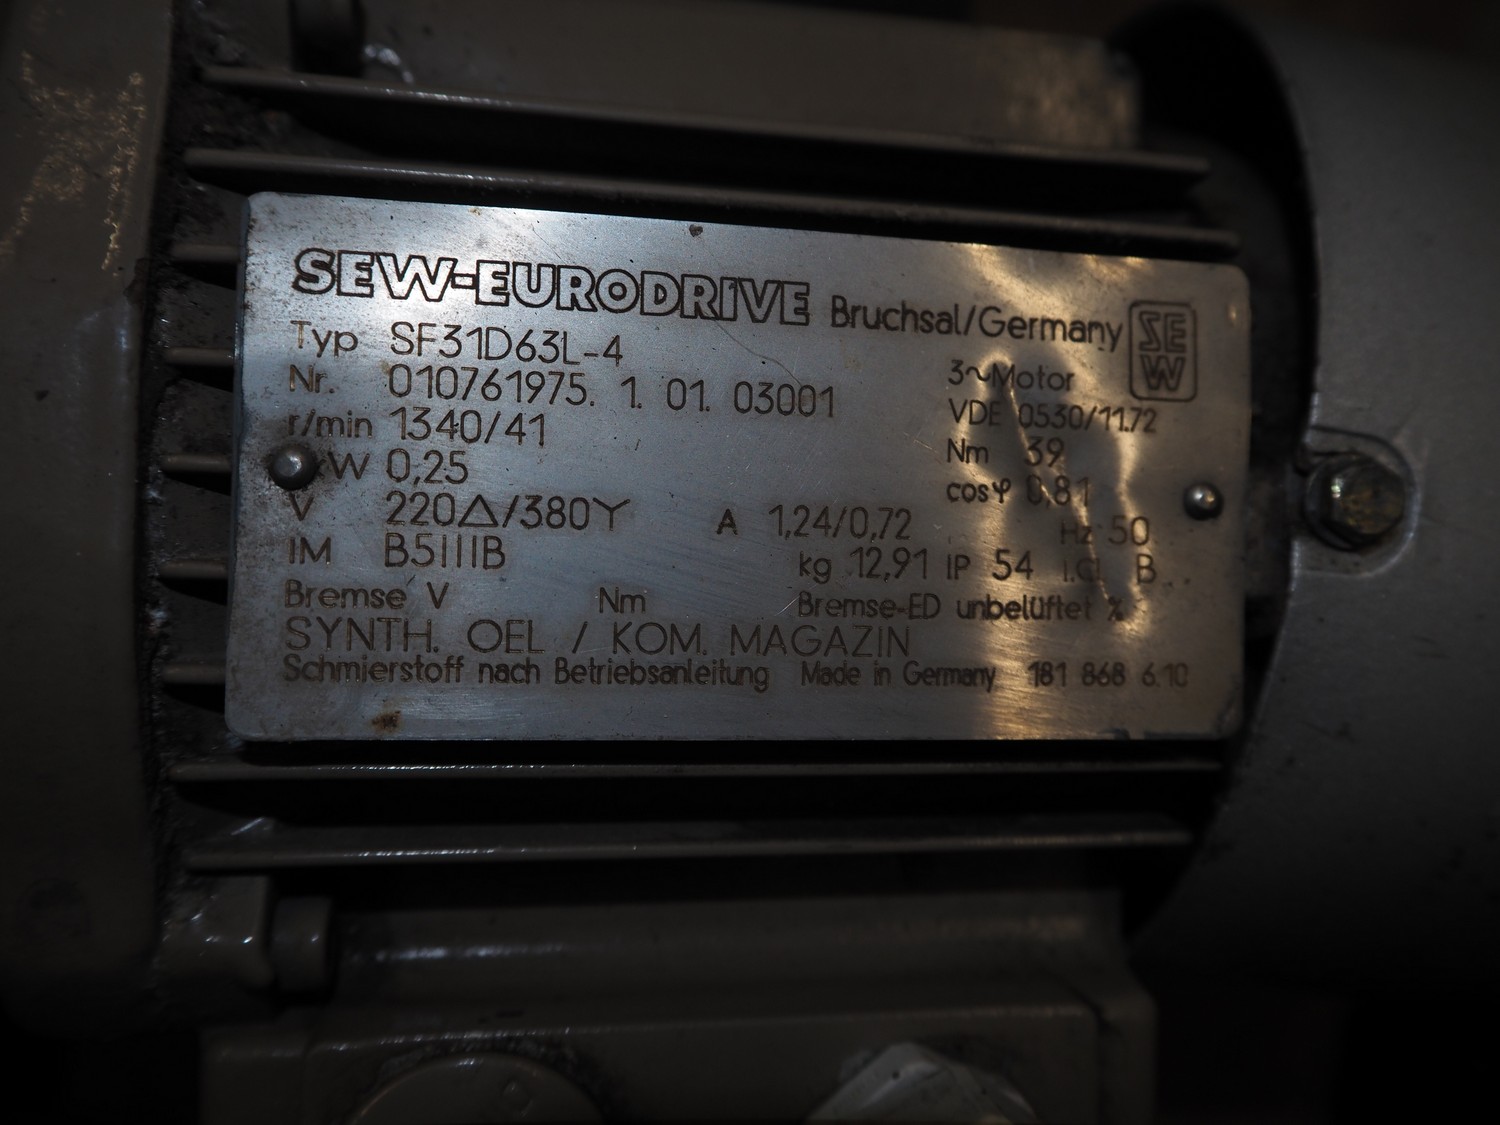 SEW-EURODRIVE Bruchsal/Germany SEW
Typ SF31D63L-4 3~Motor
Nr. 010761975. 1. 01. 03001 VDE 0530/11.72
r/min 1340/41 Nm 39
kW 0,25 cosφ 0,81
V 220△/380Y A 1,24/0,72 Hz 50
IM B5IIIB kg 12,91 IP 54 I.Cl. B
Bremse V Nm Bremse-ED unbelüftet %
SYNTH. OEL / KOM. MAGAZIN
Schmierstoff nach Betriebsanleitung Made in Germany 181 868 6.10